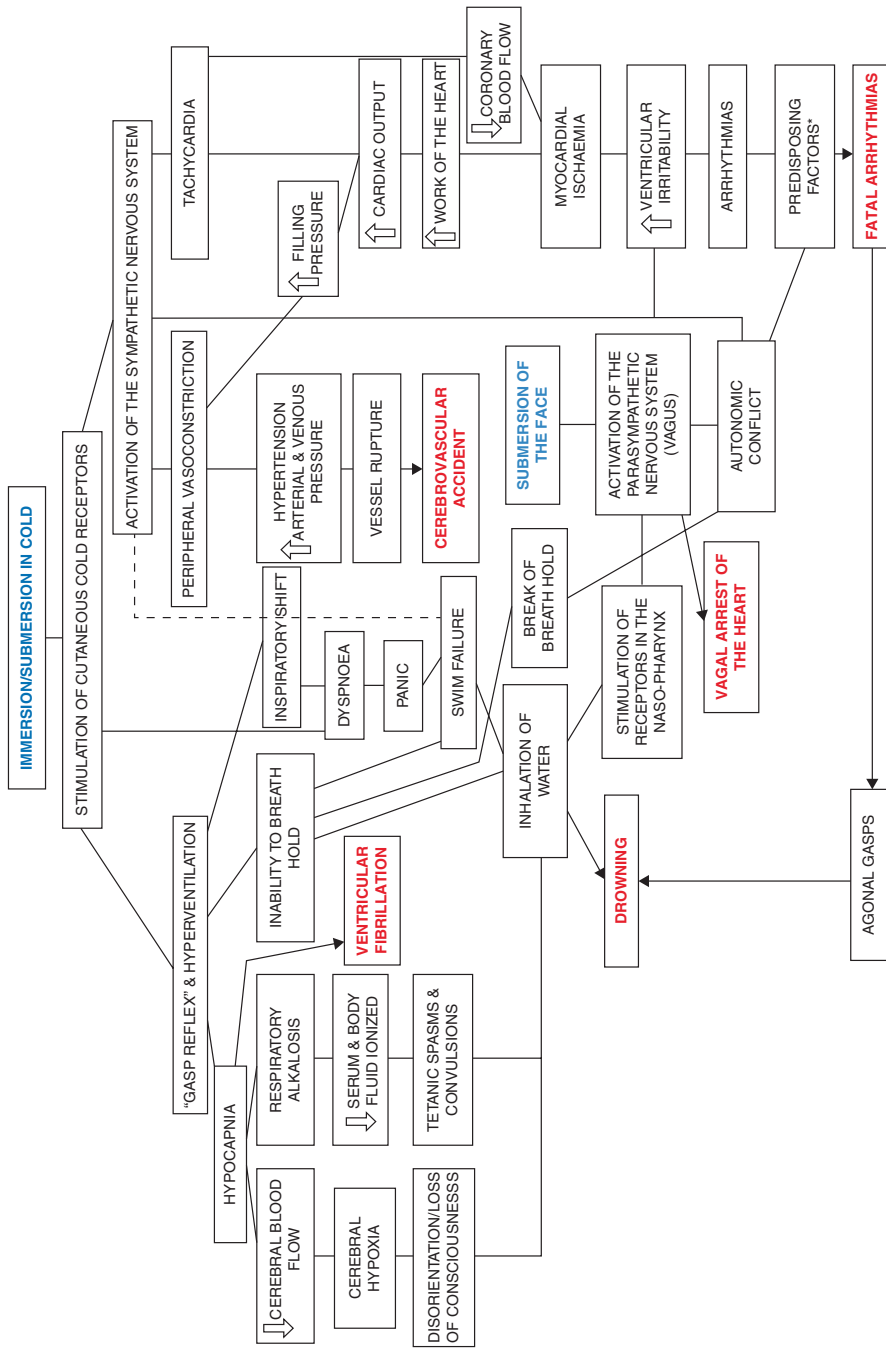 IMMERSION/SUBMERSION IN COLD
STIMULATION OF CUTANEOUS COLD RECEPTORS
"GASP REFLEX" & HYPERVENTILATION
ACTIVATION OF THE SYMPATHETIC NERVOUS SYSTEM
HYPOCAPNIA
PERIPHERAL VASOCONSTRICTION
TACHYCARDIA
CEREBRAL BLOOD
FLOW
RESPIRATORY
ALKALOSIS
INABILITY TO BREATH
HOLD
INSPIRATORY SHIFT
HYPERTENSION
ARTERIAL & VENOUS
PRESSURE
FILLING
PRESSURE
CEREBRAL
HYPOXIA
SERUM & BODY
FLUID IONIZED
VENTRICULAR
FIBRILLATION
DYSPNOEA
VESSEL RUPTURE
CARDIAC OUTPUT
PANIC
DISORIENTATION/LOSS
OF CONSCIOUSNESSS
TETANIC SPASMS &
CONVULSIONS
SWIM FAILURE
CEREBROVASCULAR
ACCIDENT
WORK OF THE HEART
CORONARY
BLOOD FLOW
INHALATION OF
WATER
BREAK OF
BREATH HOLD
SUBMERSION OF
THE FACE
MYOCARDIAL
ISCHAEMIA
DROWNING
STIMULATION OF
RECEPTORS IN THE
NASO-PHARYNX
ACTIVATION OF THE
PARASYMPATHETIC
NERVOUS SYSTEM
(VAGUS)
VENTRICULAR
IRRITABILITY
VAGAL ARREST OF
THE HEART
AUTONOMIC
CONFLICT
ARRHYTHMIAS
PREDISPOSING
FACTORS*
AGONAL GASPS
FATAL ARRHYTHMIAS